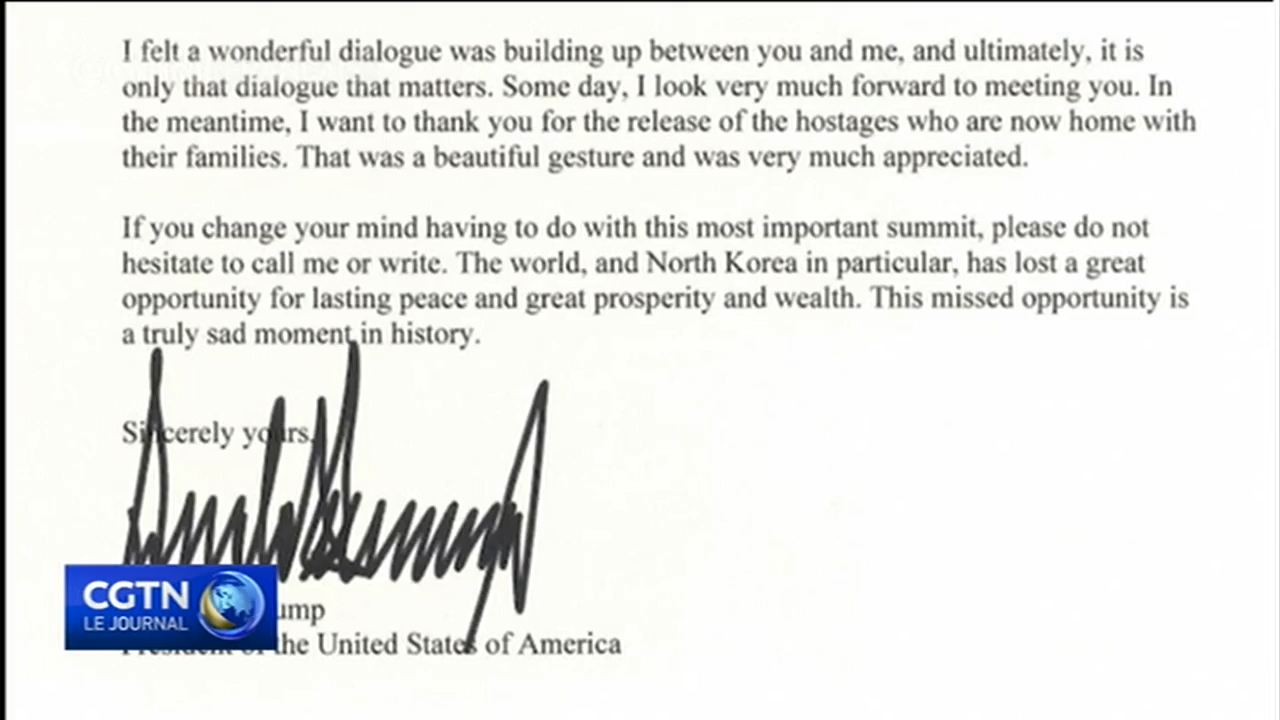 I felt a wonderful dialogue was building up between you and me, and ultimately, it is
only that dialogue that matters. Some day, I look very much forward to meeting you. In
the meantime, I want to thank you for the release of the hostages who are now home with
their families. That was a beautiful gesture and was very much appreciated.
If you change your mind having to do with this most important summit, please do not
hesitate to call me or write. The world, and North Korea in particular, has lost a great
opportunity for lasting peace and great prosperity and wealth. This missed opportunity is
a truly sad moment in history.
Sincerely yours,
ump
President of the United States of America
CGTN
LE JOURNAL